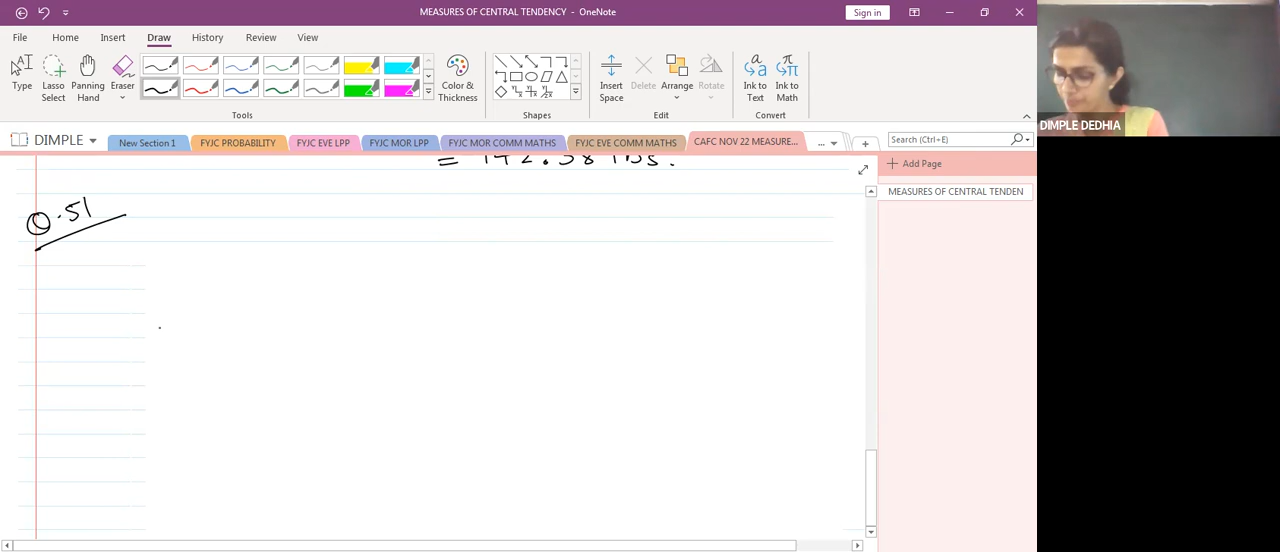 MEASURES OF CENTRAL TENDENCY - OneNote
Sign in
File Home Insert Draw History Review View
Type
Lasso Select
Panning Hand
Eraser
Color & Thickness
Insert Space
Delete
Arrange
Rotate
Ink to Text
Ink to Math
Tools Shapes Edit Convert
DIMPLE
New Section 1
FYJC PROBABILITY
FYJC EVE LPP
FYJC MOR LPP
FYJC MOR COMM MATHS
FYJC EVE COMM MATHS
CAFC NOV 22 MEASURE...
Search (Ctrl+E)
Add Page
MEASURES OF CENTRAL TENDEN
DIMPLE DEDHIA
Q.51